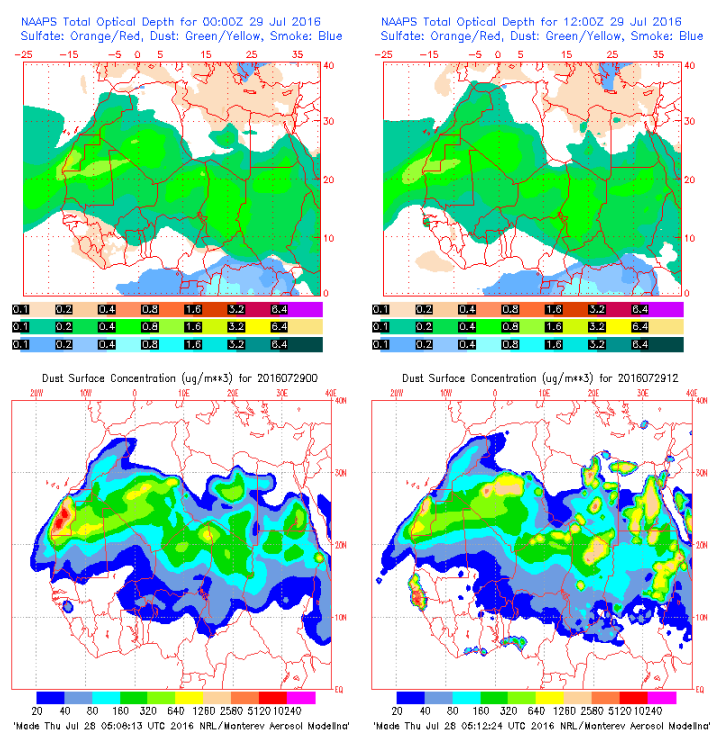 NAAPS Total Optical Depth for 00:00Z 29 Jul 2016
Sulfate: Orange/Red, Dust: Green/Yellow, Smoke: Blue
-25 -15 -5 5 15 25 35
40
30
20
10
0
0.1 0.2 0.4 0.8 1.6 3.2 6.4
0.1 0.2 0.4 0.8 1.6 3.2 6.4
0.1 0.2 0.4 0.8 1.6 3.2 6.4
NAAPS Total Optical Depth for 12:00Z 29 Jul 2016
Sulfate: Orange/Red, Dust: Green/Yellow, Smoke: Blue
-25 -15 -5 5 15 25 35
40
30
20
10
0
0.1 0.2 0.4 0.8 1.6 3.2 6.4
0.1 0.2 0.4 0.8 1.6 3.2 6.4
0.1 0.2 0.4 0.8 1.6 3.2 6.4
Dust Surface Concentration (ug/m**3) for 2016072900
20W 10W 0 10E 20E 30E 40E
40N
30N
20N
10N
EQ
20 40 80 160 320 640 1280 2560 5120 10240
'Made Thu Jul 28 05:08:13 UTC 2016 NRL/Monterey Aerosol Modeling'
Dust Surface Concentration (ug/m**3) for 2016072912
20W 10W 0 10E 20E 30E 40E
40N
30N
20N
10N
EQ
20 40 80 160 320 640 1280 2560 5120 10240
'Made Thu Jul 28 05:12:24 UTC 2016 NRL/Monterey Aerosol Modeling'